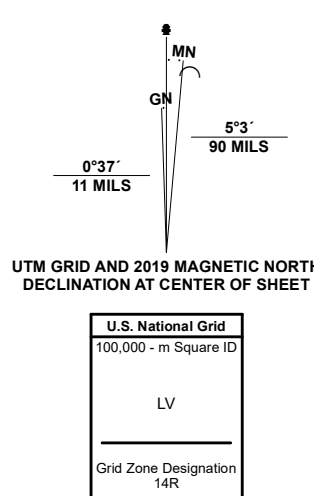 MN
GN
5°3´
90 MILS
0°37´
11 MILS
UTM GRID AND 2019 MAGNETIC NORTH
DECLINATION AT CENTER OF SHEET
U.S. National Grid
100,000 - m Square ID
LV
Grid Zone Designation
14R